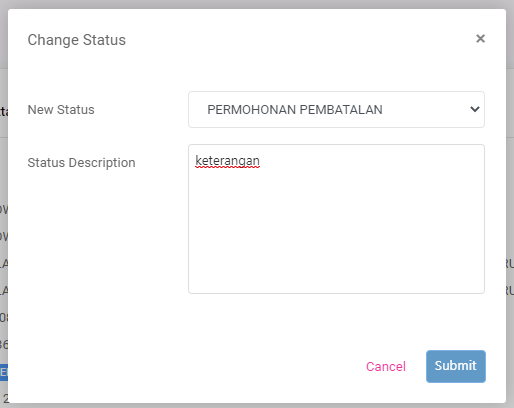 Change Status
×
New Status
PERMOHONAN PEMBATALAN
Status Description
keterangan
Cancel
Submit